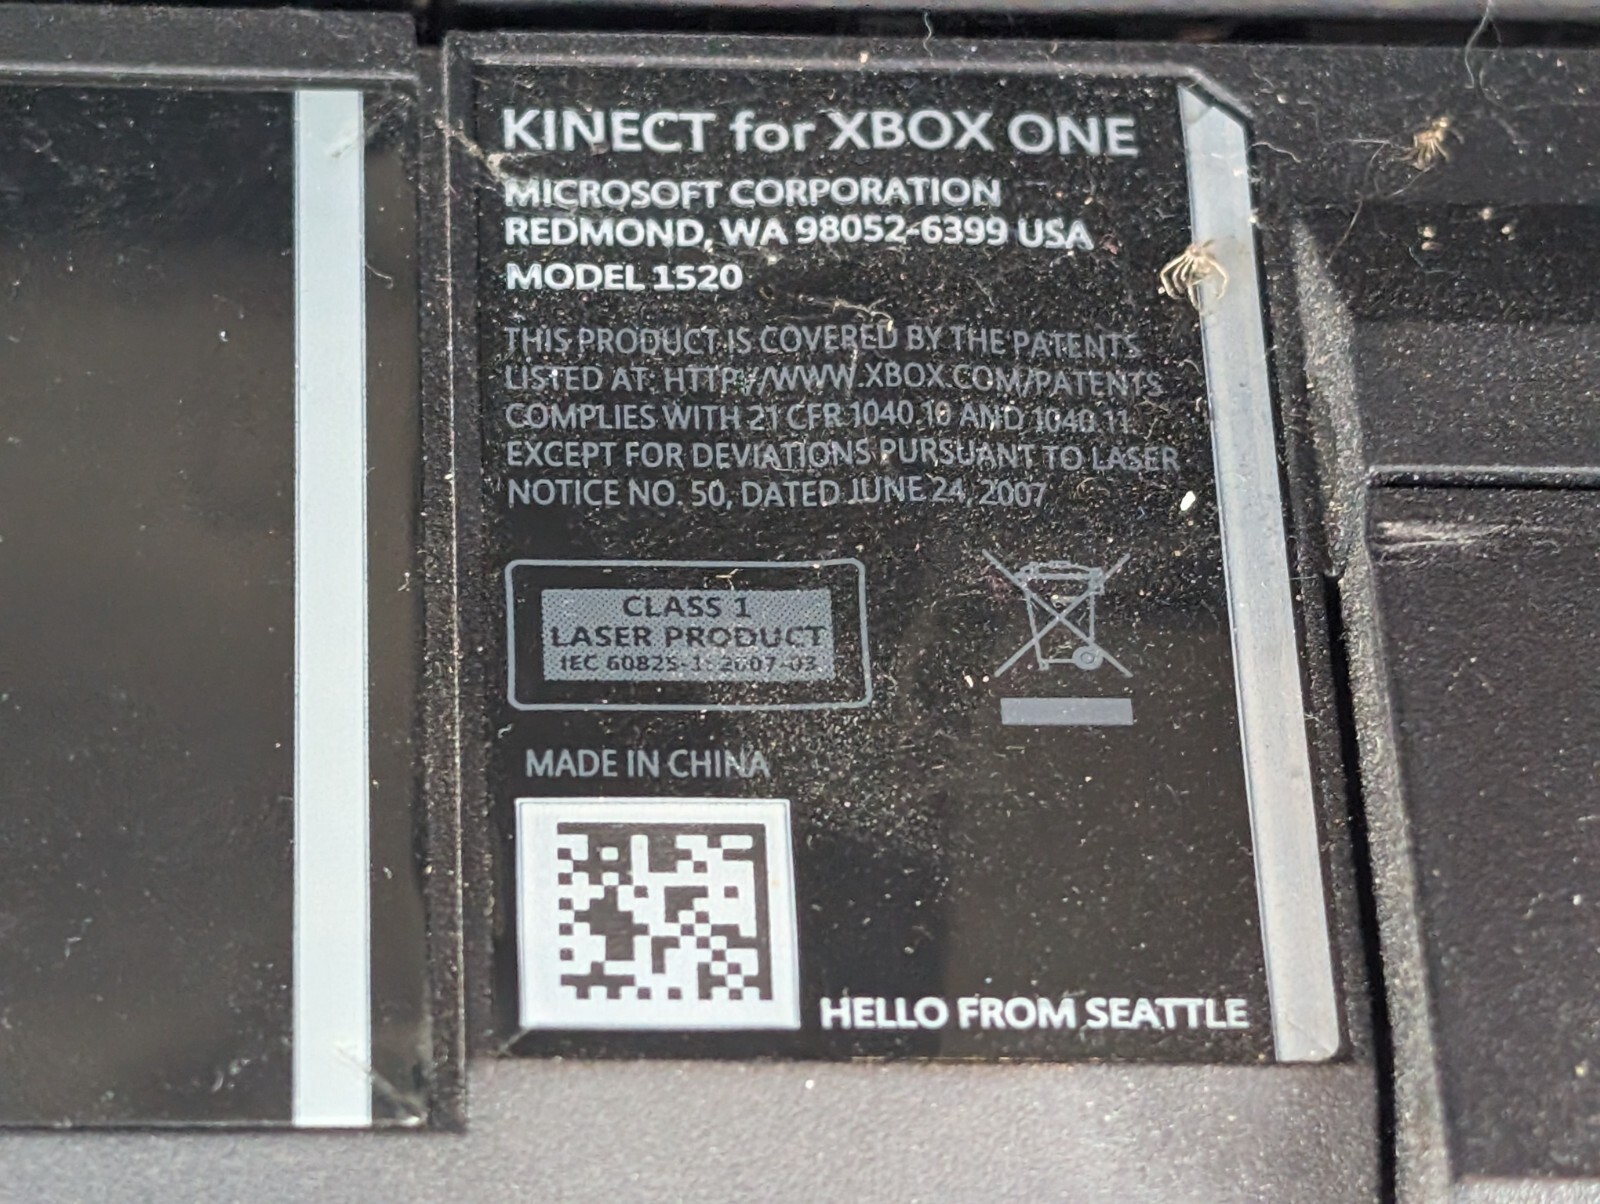 KINECT for XBOX ONE
MICROSOFT CORPORATION
REDMOND, WA 98052-6399 USA
MODEL 1520
THIS PRODUCT IS COVERED BY THE PATENTS
LISTED AT: HTTP://WWW.XBOX.COM/PATENTS
COMPLIES WITH 21 CFR 1040.10 AND 1040.11
EXCEPT FOR DEVIATIONS PURSUANT TO LASER
NOTICE NO. 50, DATED JUNE 24, 2007
CLASS 1
LASER PRODUCT
IEC 60825-1: 2007-03
MADE IN CHINA
HELLO FROM SEATTLE